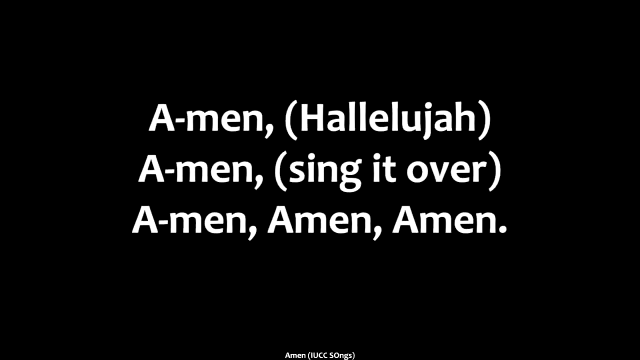 A-men, (Hallelujah)
A-men, (sing it over)
A-men, Amen, Amen.
Amen (IUCC SOngs)